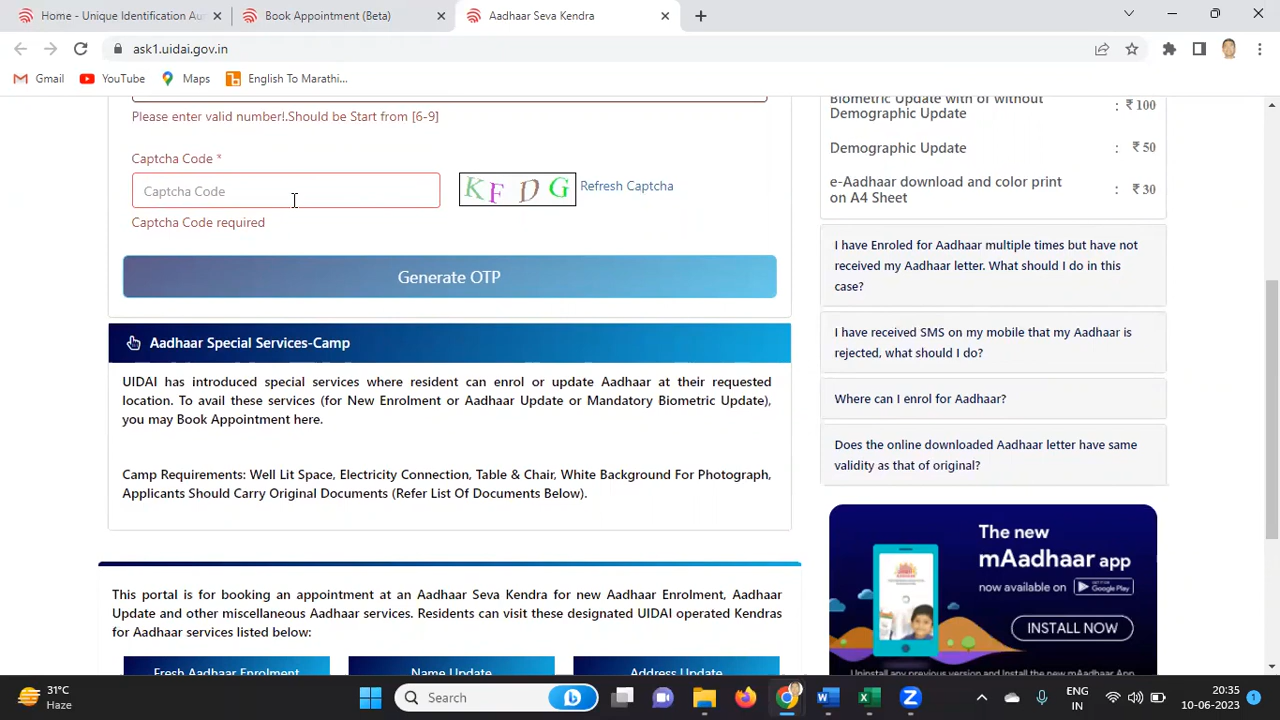 Home - Unique Identification Au
Book Appointment (Beta)
Aadhaar Seva Kendra
ask1.uidai.gov.in
Gmail
YouTube
Maps
English To Marathi...
Please enter valid number!.Should be Start from [6-9]
Captcha Code *
Captcha Code
KFDG
Refresh Captcha
Captcha Code required
Generate OTP
Aadhaar Special Services-Camp
UIDAI has introduced special services where resident can enrol or update Aadhaar at their requested
location. To avail these services (for New Enrolment or Aadhaar Update or Mandatory Biometric Update),
you may Book Appointment here.
Camp Requirements: Well Lit Space, Electricity Connection, Table & Chair, White Background For Photograph,
Applicants Should Carry Original Documents (Refer List Of Documents Below).
This portal is for booking an appointment at an Aadhaar Seva Kendra for new Aadhaar Enrolment, Aadhaar
Update and other miscellaneous Aadhaar services. Residents can visit these designated UIDAI operated Kendras
for Aadhaar services listed below:
Fresh Aadhaar Enrolment
Name Update
Address Update
Biometric Update with or without
Demographic Update
: ₹ 100
Demographic Update : ₹ 50
e-Aadhaar download and color print
on A4 Sheet
: ₹ 30
I have Enroled for Aadhaar multiple times but have not
received my Aadhaar letter. What should I do in this
case?
I have received SMS on my mobile that my Aadhaar is
rejected, what should I do?
Where can I enrol for Aadhaar?
Does the online downloaded Aadhaar letter have same
validity as that of original?
The new
mAadhaar app
now available on
Google Play
INSTALL NOW
Uninstall any previous version and Install the new mAadhaar App
31°C
Haze
Search
ENG
IN
20:35
10-06-2023
1